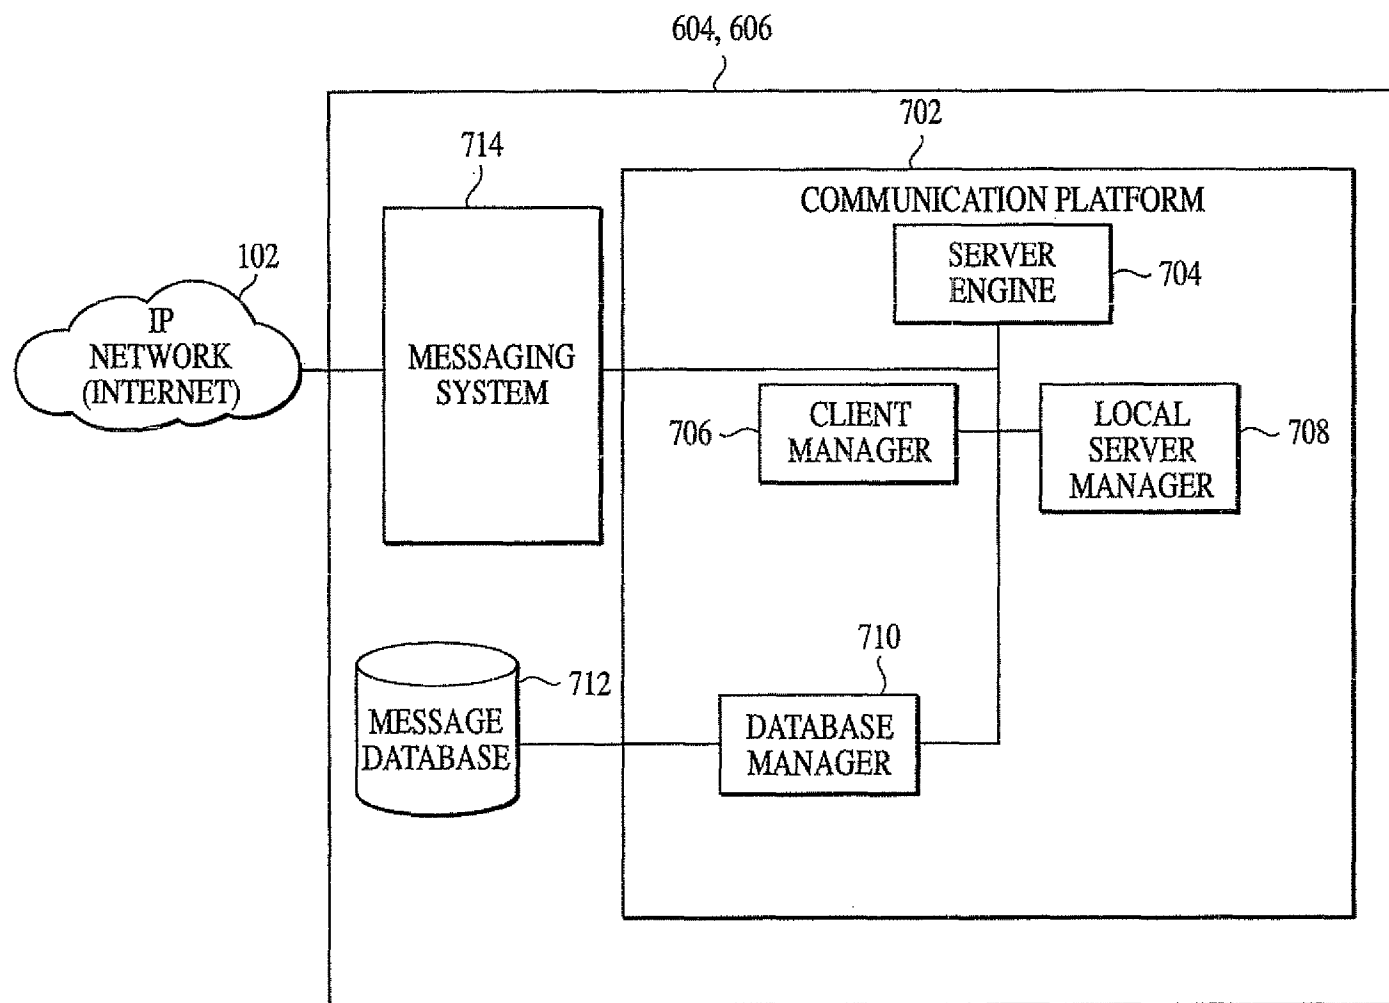 604, 606
702
714
COMMUNICATION PLATFORM
102
SERVER
ENGINE
704
IP
NETWORK
(INTERNET)
MESSAGING
SYSTEM
706
CLIENT
MANAGER
LOCAL
SERVER
MANAGER
708
710
712
MESSAGE
DATABASE
DATABASE
MANAGER